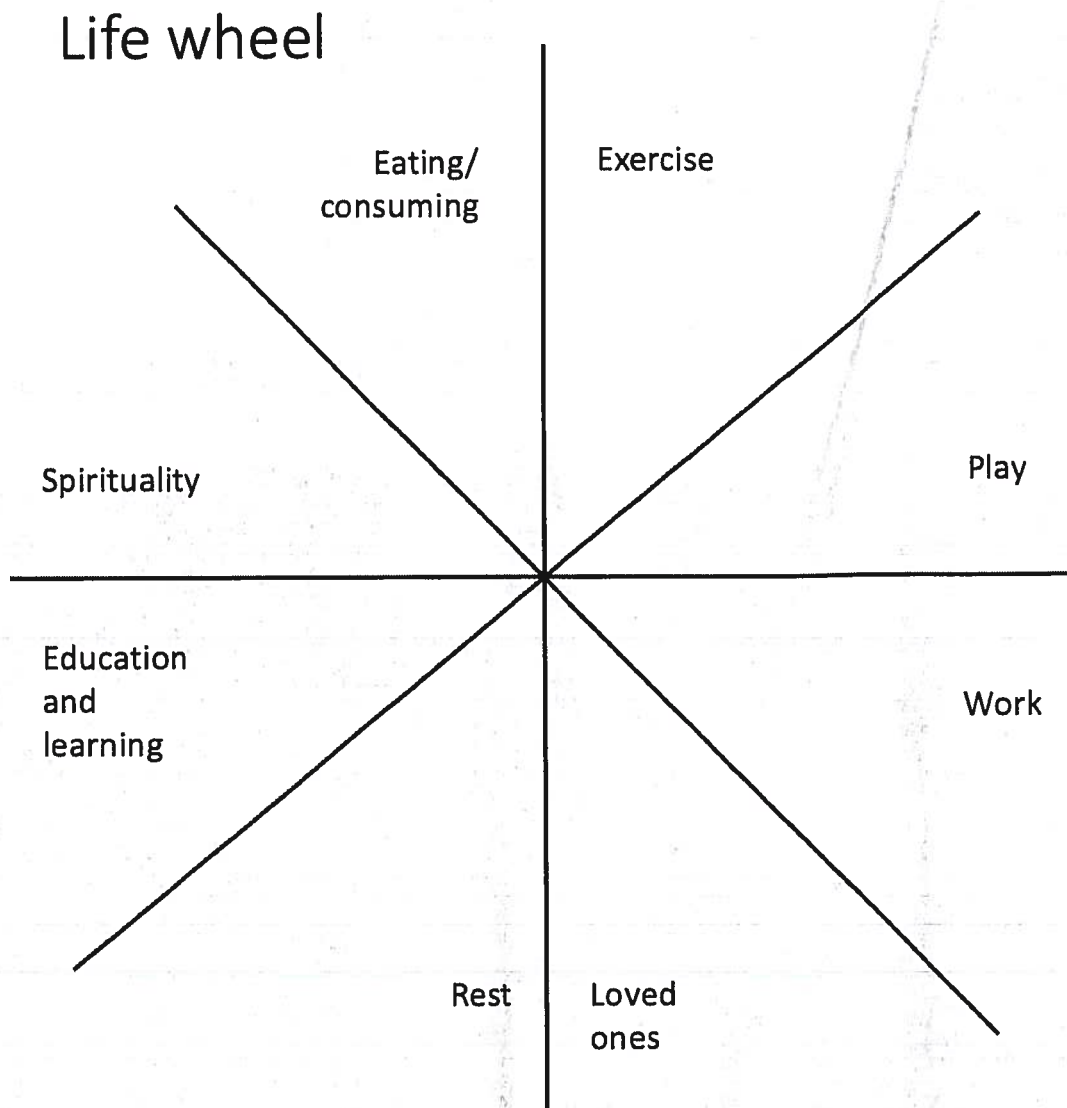 Life wheel
Eating/
consuming
Exercise
Spirituality
Play
Education
and
learning
Work
Rest
Loved
ones